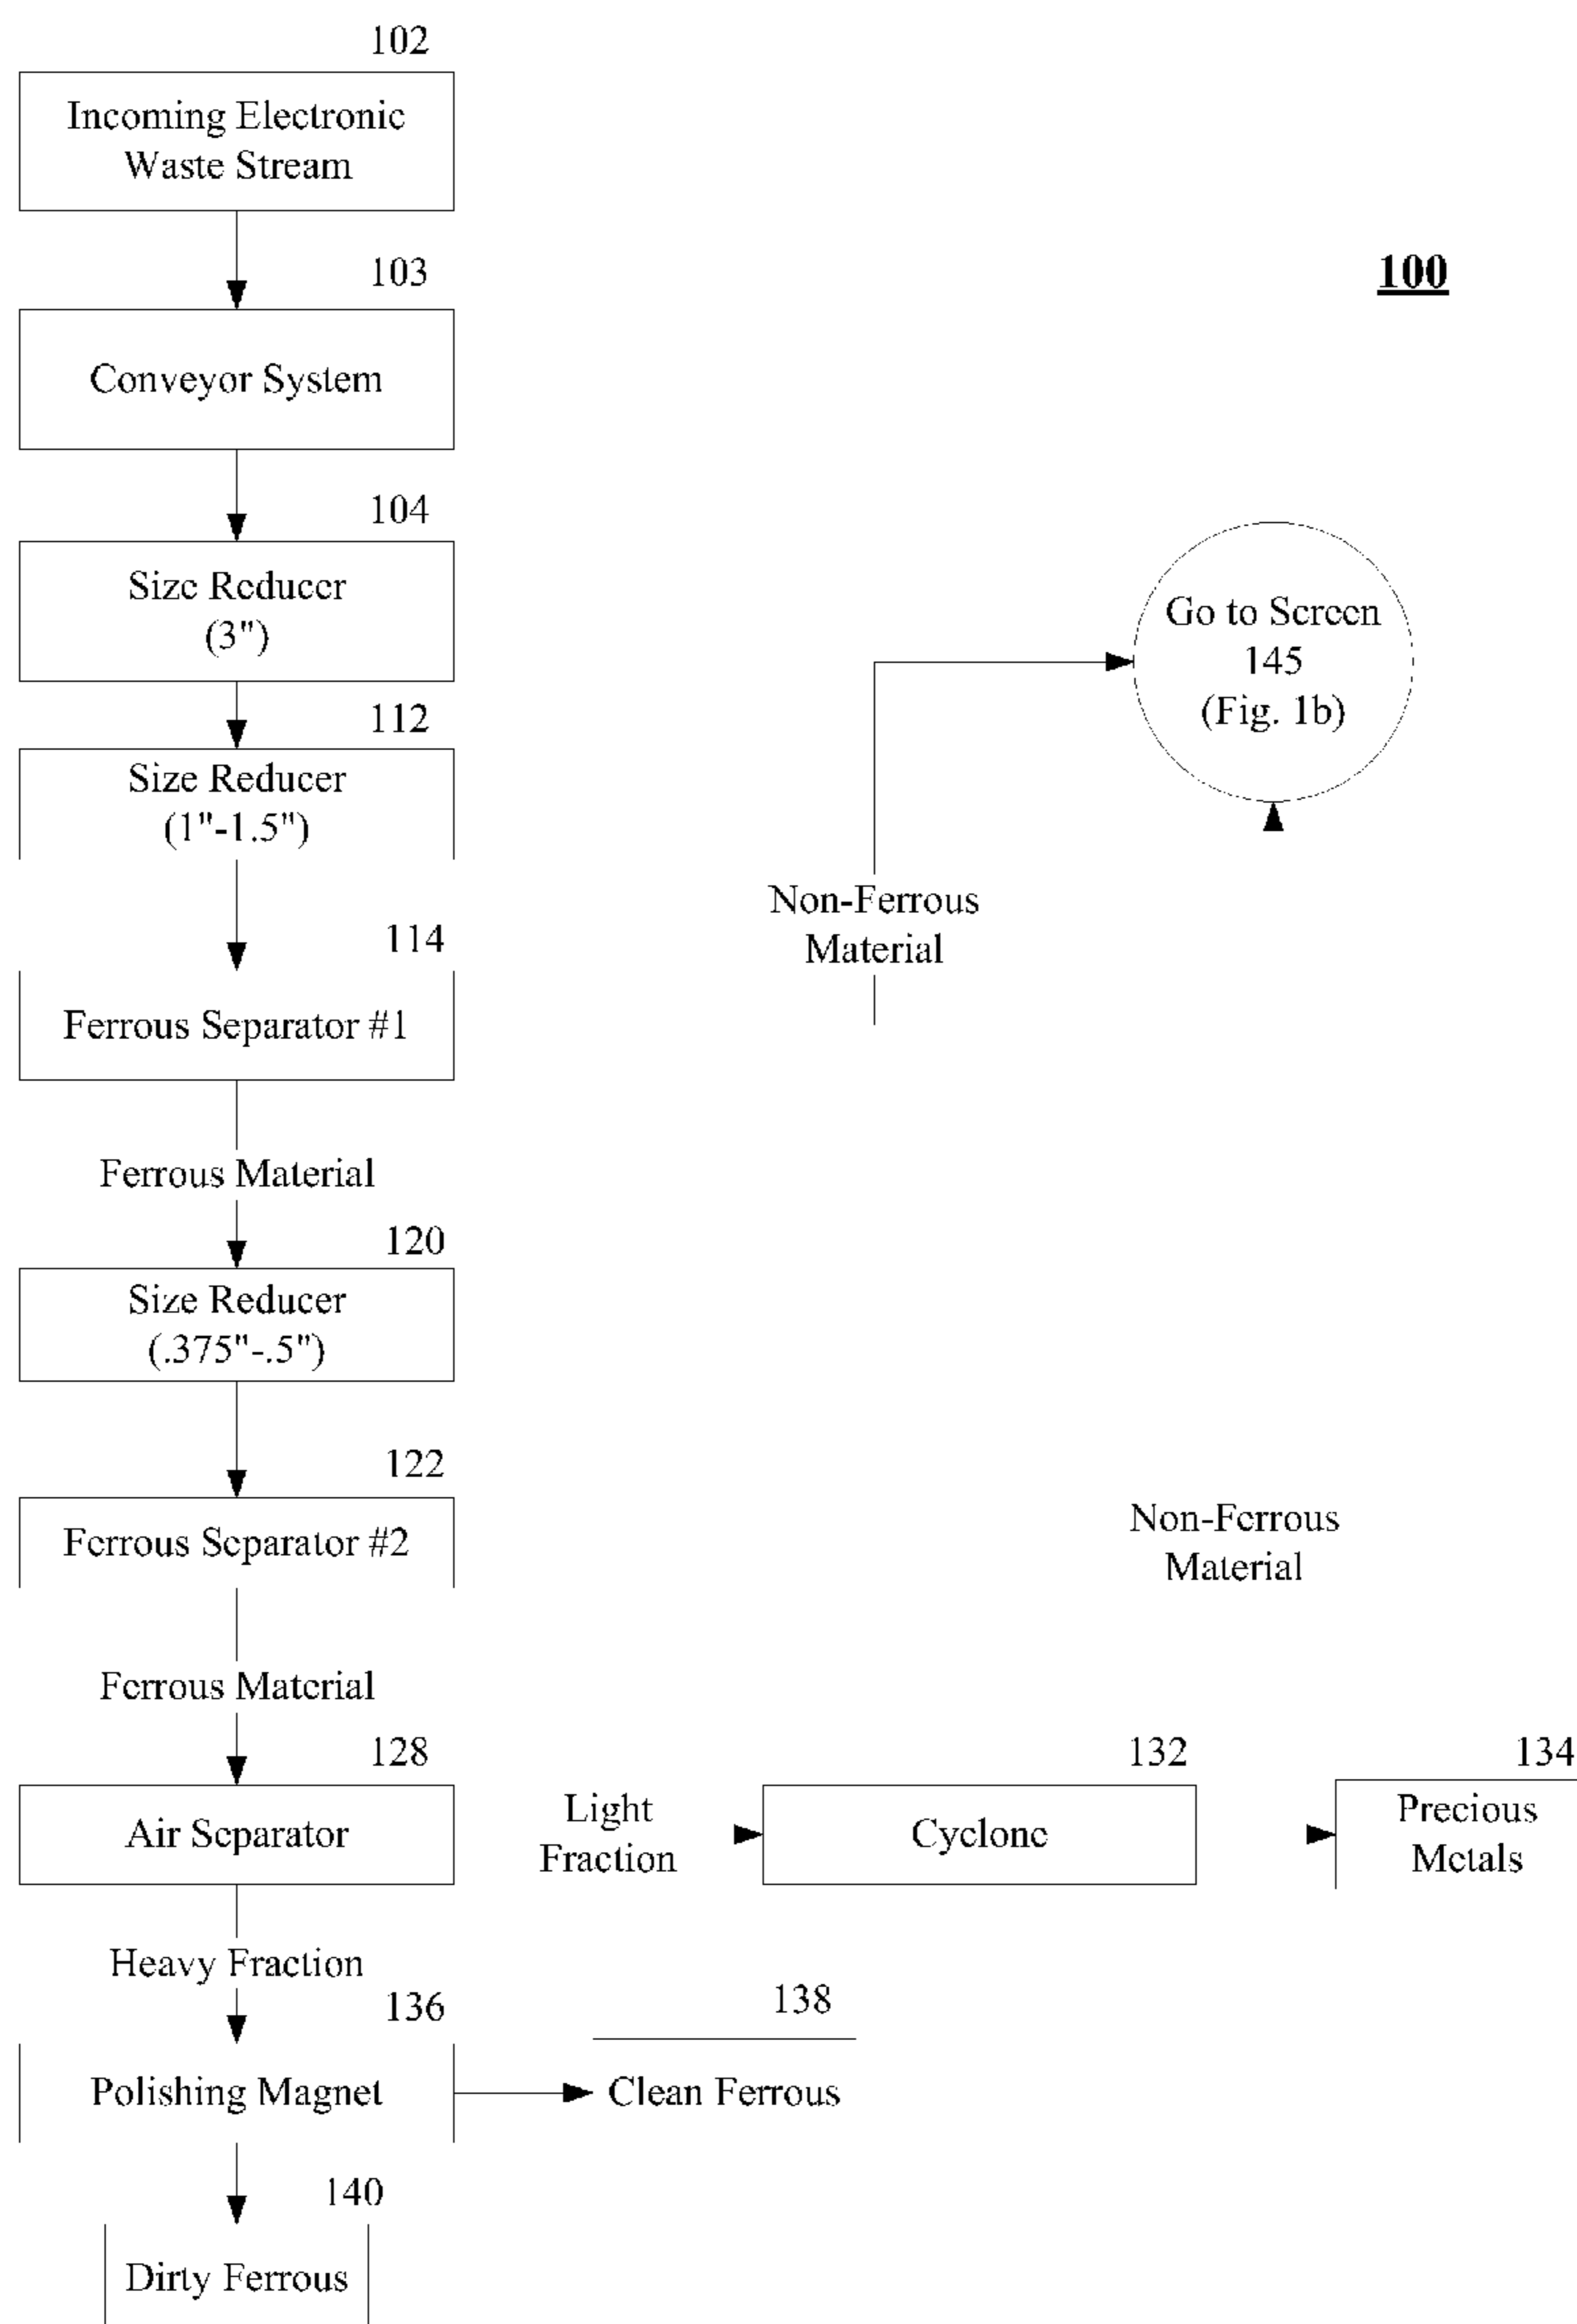 102
Incoming Electronic
Waste Stream
103
100
Conveyor System
104
Size Reducer
(3")
Go to Screen
145
(Fig. 1b)
112
Size Reducer
(1"-1.5")
Non-Ferrous
Material
114
Ferrous Separator #1
Ferrous Material
120
Size Reducer
(.375"-.5")
122
Ferrous Separator #2
Non-Ferrous
Material
Ferrous Material
128
132
134
Air Separator
Light
Fraction
Cyclone
Precious
Metals
Heavy Fraction
136
138
Polishing Magnet
Clean Ferrous
140
Dirty Ferrous